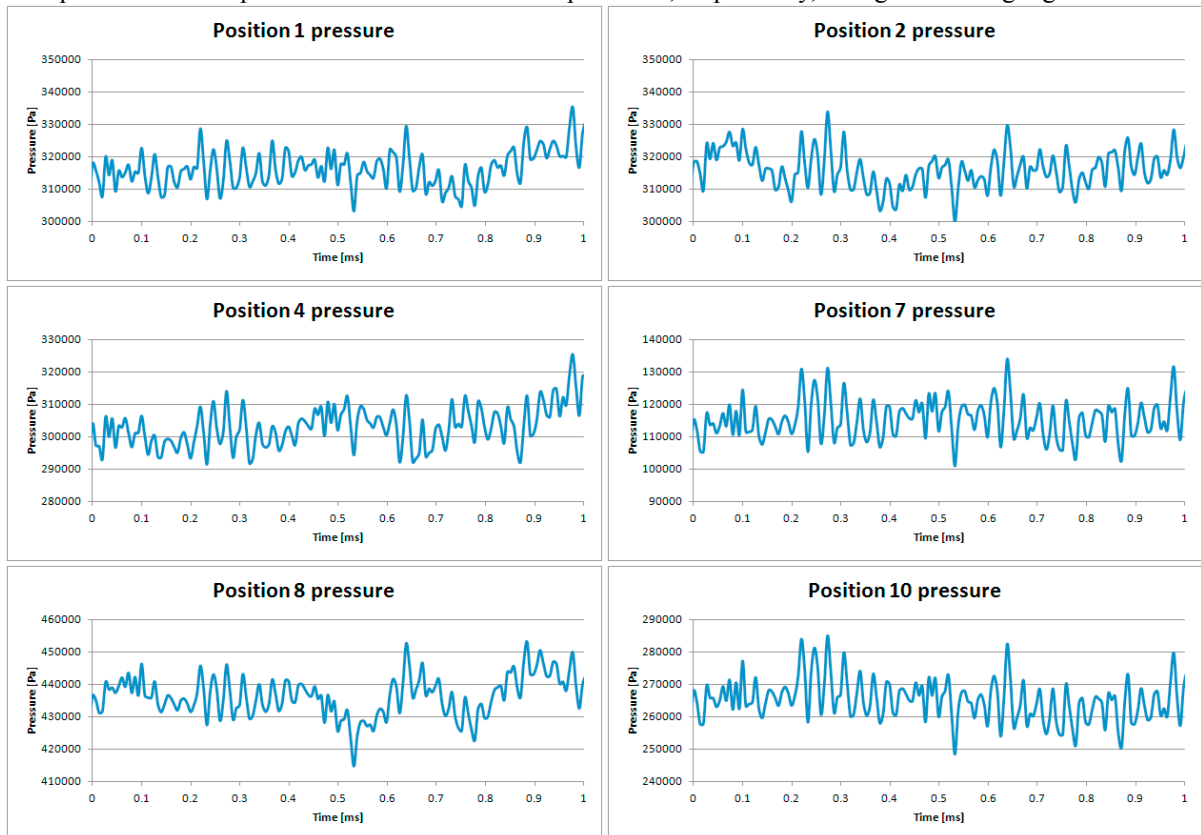 Position 1 pressure
Pressure [Pa]
350000
340000
330000
320000
310000
300000
0 0.1 0.2 0.3 0.4 0.5 0.6 0.7 0.8 0.9 1
Time [ms]
Position 2 pressure
Pressure [Pa]
350000
340000
330000
320000
310000
300000
0 0.1 0.2 0.3 0.4 0.5 0.6 0.7 0.8 0.9 1
Time [ms]
Position 4 pressure
Pressure [Pa]
330000
320000
310000
300000
290000
280000
0 0.1 0.2 0.3 0.4 0.5 0.6 0.7 0.8 0.9 1
Time [ms]
Position 7 pressure
Pressure [Pa]
140000
130000
120000
110000
100000
90000
0 0.1 0.2 0.3 0.4 0.5 0.6 0.7 0.8 0.9 1
Time [ms]
Position 8 pressure
Pressure [Pa]
460000
450000
440000
430000
420000
410000
0 0.1 0.2 0.3 0.4 0.5 0.6 0.7 0.8 0.9 1
Time [ms]
Position 10 pressure
Pressure [Pa]
290000
280000
270000
260000
250000
240000
0 0.1 0.2 0.3 0.4 0.5 0.6 0.7 0.8 0.9 1
Time [ms]